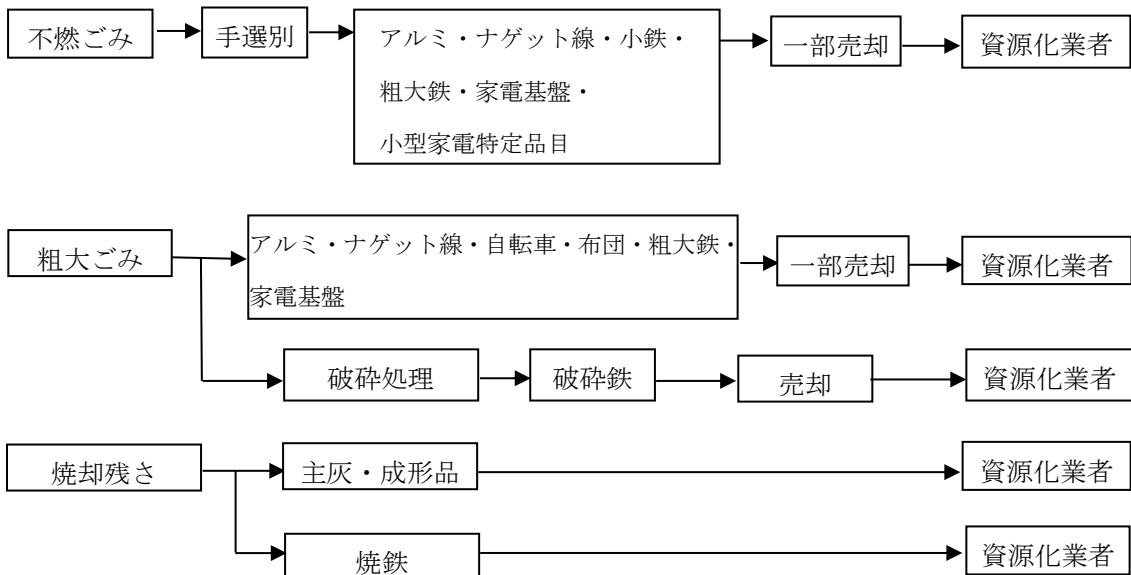 不燃ごみ
手選別
アルミ・ナゲット線・小鉄・
粗大鉄・家電基盤・
小型家電特定品目
一部売却
資源化業者
粗大ごみ
アルミ・ナゲット線・自転車・布団・粗大鉄・
家電基盤
一部売却
資源化業者
破砕処理
破砕鉄
売却
資源化業者
焼却残さ
主灰・成形品
資源化業者
焼鉄
資源化業者